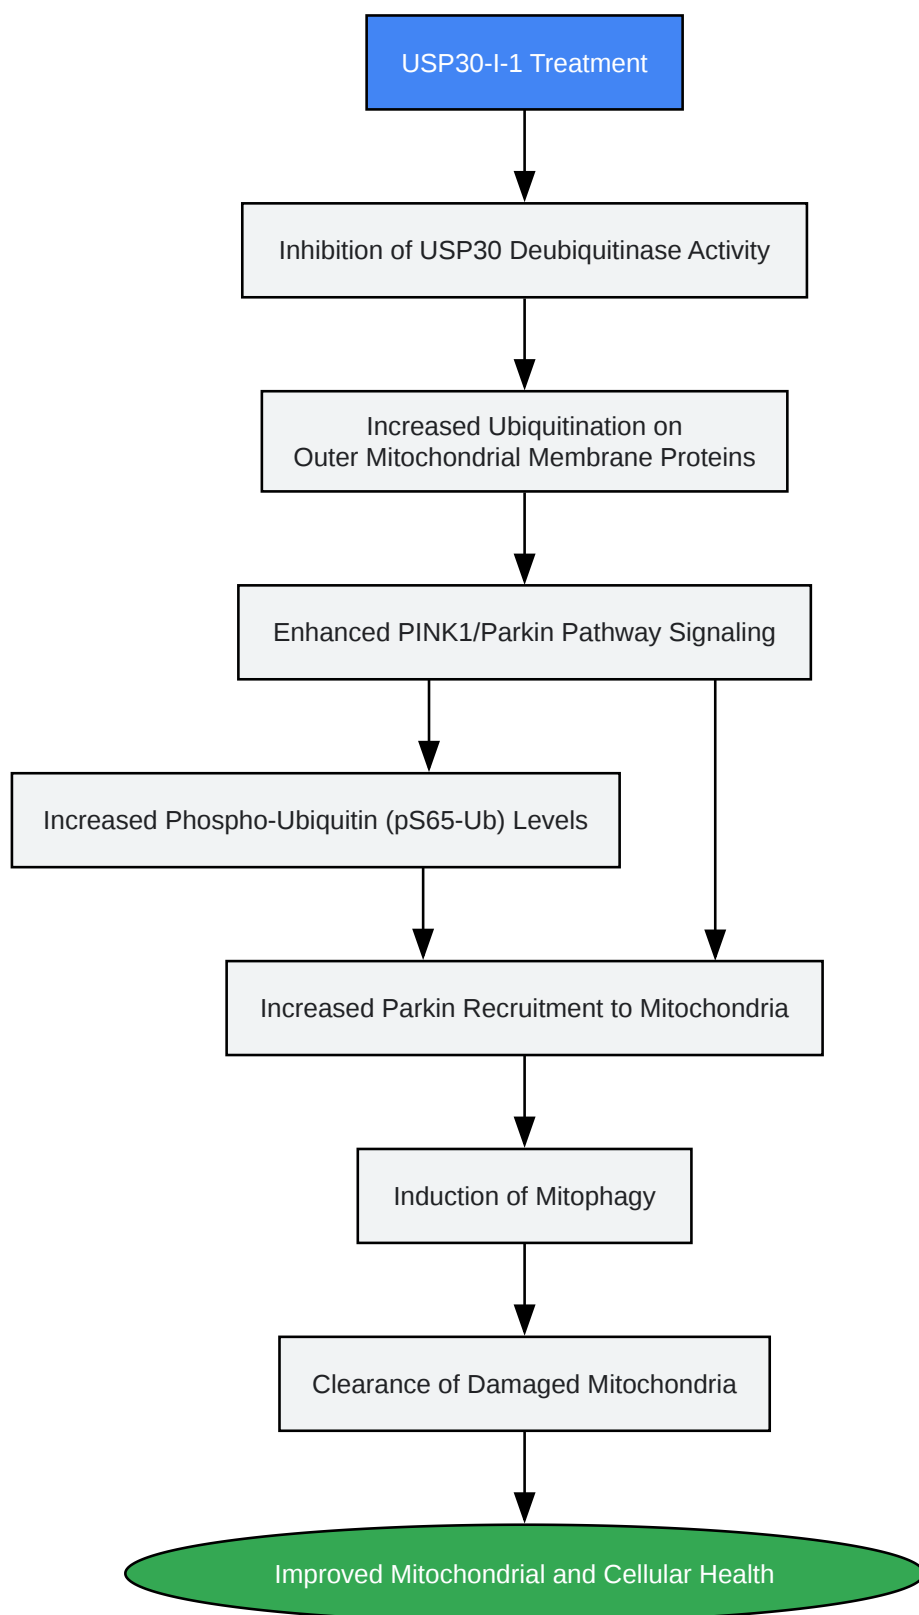 USP30-I-1 Treatment
Inhibition of USP30 Deubiquitinase Activity
Increased Ubiquitination on
Outer Mitochondrial Membrane Proteins
Enhanced PINK1/Parkin Pathway Signaling
Increased Phospho-Ubiquitin (pS65-Ub) Levels
Increased Parkin Recruitment to Mitochondria
Induction of Mitophagy
Clearance of Damaged Mitochondria
Improved Mitochondrial and Cellular Health